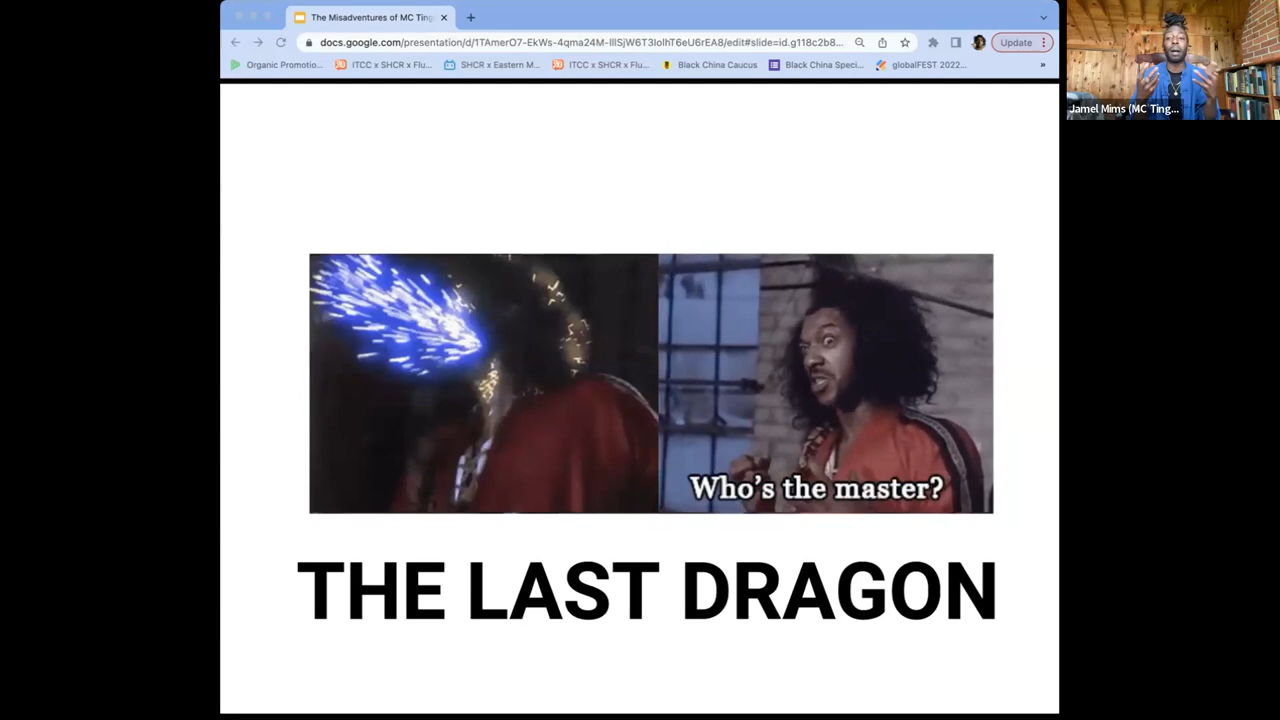 The Misadventures of MC Ting
docs.google.com/presentation/d/1TAmerO7-EkWs-4qma24M-lllSjW6T3IolhT6eU6rEA8/edit#slide=id.g118c2b8...
Update
Organic Promotio...
ITCC x SHCR x Flu...
SHCR x Eastern M...
ITCC x SHCR x Flu...
Black China Caucus
Black China Speci...
globalFEST 2022...
»
Jamel Mims (MC Ting...
Who's the master?
THE LAST DRAGON